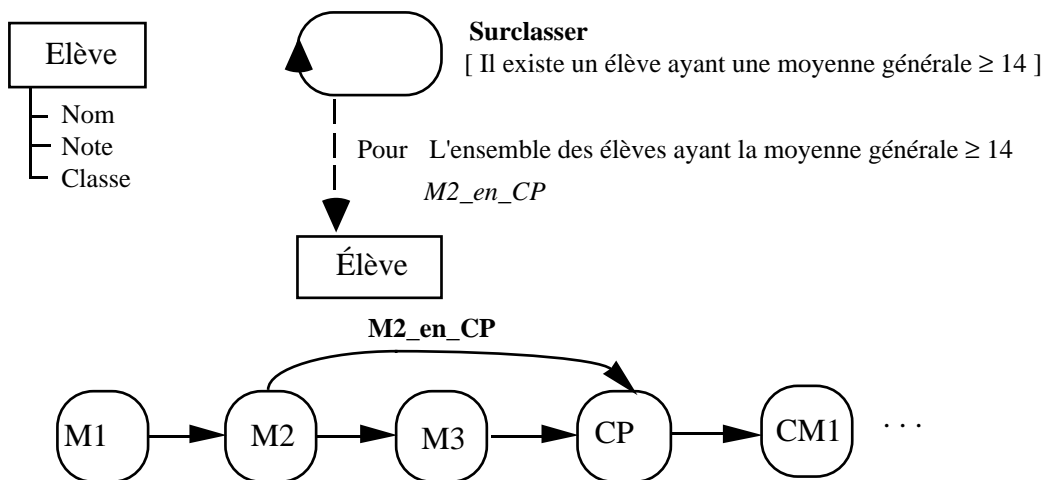 Elève
Nom
Note
Classe
Surclasser
[ Il existe un élève ayant une moyenne générale ≥ 14 ]
Pour L'ensemble des élèves ayant la moyenne générale ≥ 14
M2_en_CP
Élève
M2_en_CP
M1
M2
M3
CP
CM1
. . .